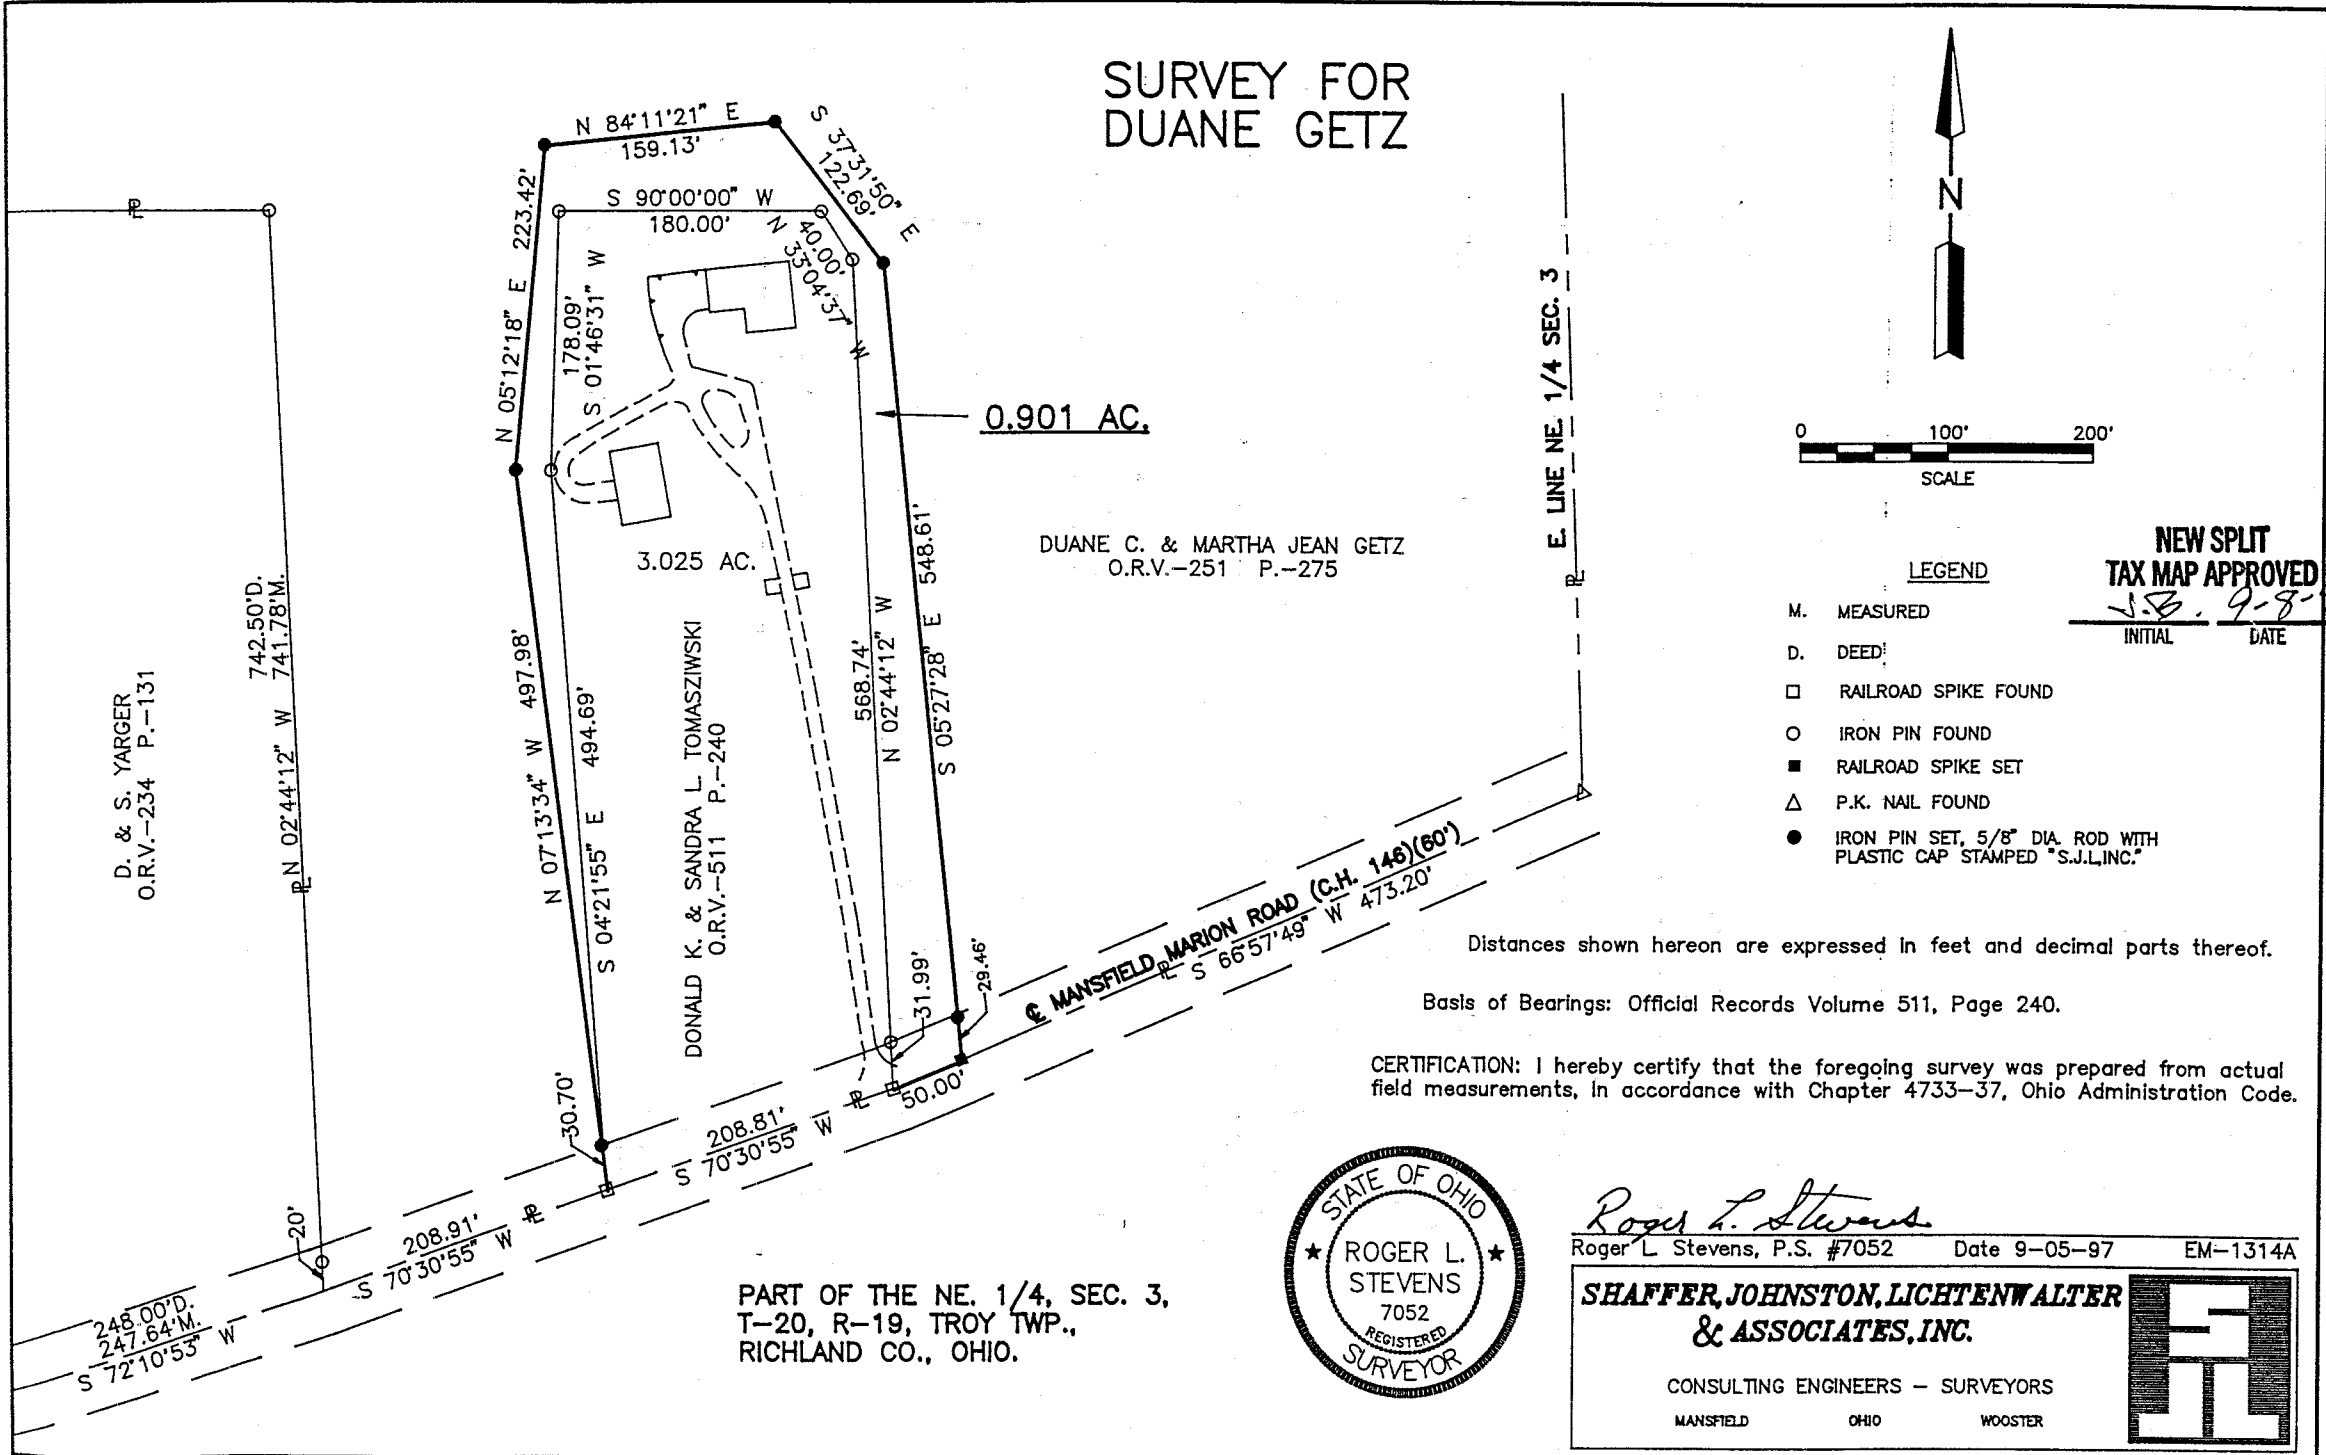 SURVEY FOR
DUANE GETZ
N 84°11'21" E
159.13'
S 37°31'50" E
122.69'
S 90°00'00" W
180.00'
40.00'
N 33°04'37" W
N 05°12'18" E 223.42'
178.09'
S 01°46'31" W
0.901 AC.
3.025 AC.
DUANE C. & MARTHA JEAN GETZ
O.R.V.-251 P.-275
E. LINE NE. 1/4 SEC. 3
PL
N
0 100' 200'
SCALE
NEW SPLIT
TAX MAP APPROVED
J.B. 9-8-
INITIAL DATE
LEGEND
M. MEASURED
D. DEED
RAILROAD SPIKE FOUND
IRON PIN FOUND
RAILROAD SPIKE SET
P.K. NAIL FOUND
IRON PIN SET, 5/8" DIA. ROD WITH
PLASTIC CAP STAMPED "S.J.L,INC."
D. & S. YARGER
O.R.V.-234 P.-131
742.50'D.
N 02°44'12" W 741.78'M.
PL
PL
N 07°13'34" W 497.98'
S 04°21'55" E 494.69'
DONALD K. & SANDRA L. TOMASZIWSKI
O.R.V.-511 P.-240
568.74'
N 02°44'12" W
S 05°27'28" E 548.61'
31.99'
29.46'
30.70'
20'
50.00'
CL MANSFIELD MARION ROAD (C.H. 146)(60')
PL S 66°57'49" W 473.20'
208.81'
S 70°30'55" W
PL
208.91'
S 70°30'55" W
PL
248.00'D.
247.64'M.
S 72°10'53" W
Distances shown hereon are expressed in feet and decimal parts thereof.
Basis of Bearings: Official Records Volume 511, Page 240.
CERTIFICATION: I hereby certify that the foregoing survey was prepared from actual
field measurements, in accordance with Chapter 4733-37, Ohio Administration Code.
PART OF THE NE. 1/4, SEC. 3,
T-20, R-19, TROY TWP.,
RICHLAND CO., OHIO.
STATE OF OHIO
ROGER L.
STEVENS
7052
REGISTERED
SURVEYOR
Roger L. Stevens
Roger L. Stevens, P.S. #7052 Date 9-05-97 EM-1314A
SHAFFER, JOHNSTON, LICHTENWALTER
& ASSOCIATES, INC.
CONSULTING ENGINEERS - SURVEYORS
MANSFIELD OHIO WOOSTER
SJL